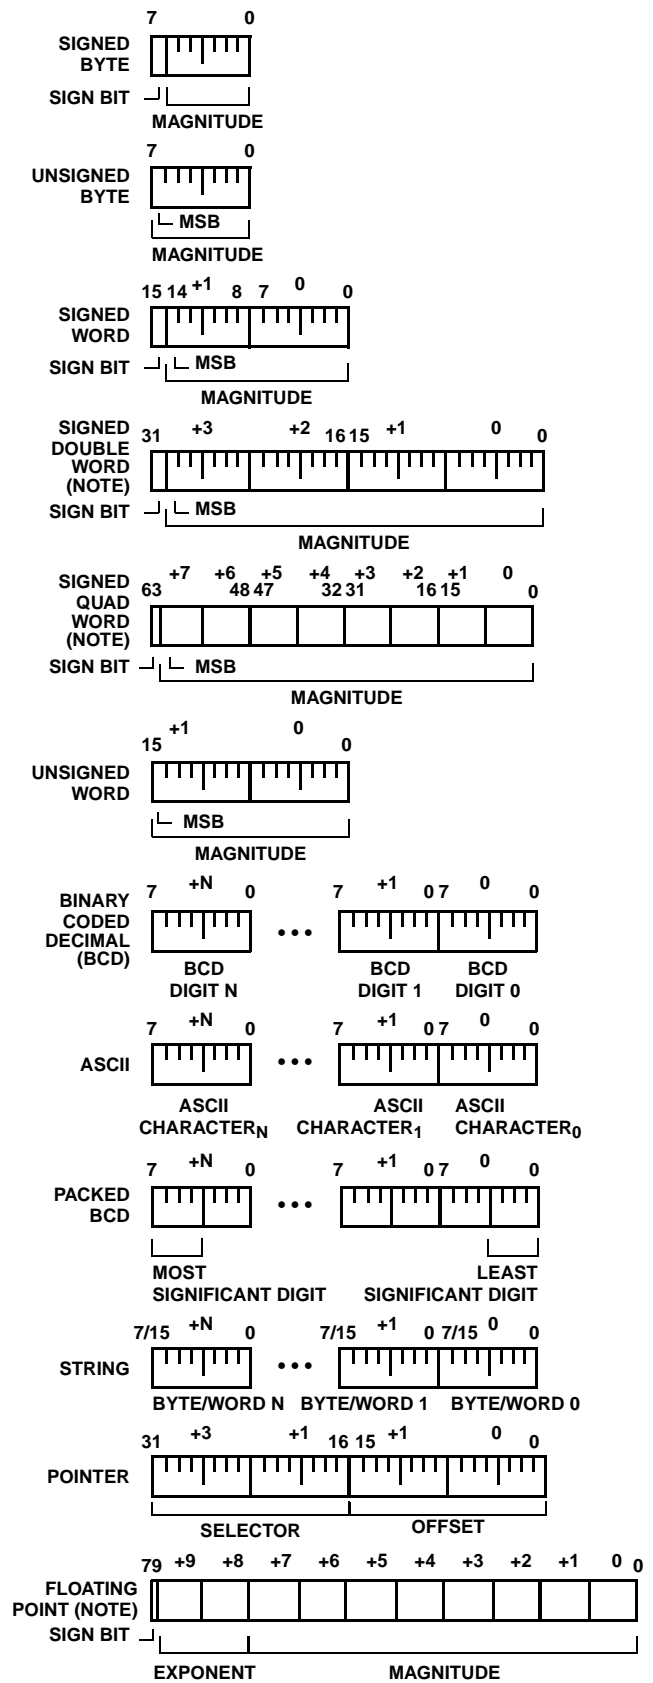 7 0
SIGNED
BYTE
SIGN BIT
MAGNITUDE
7 0
UNSIGNED
BYTE
MSB
MAGNITUDE
15 14 +1 8 7 0 0
SIGNED
WORD
SIGN BIT
MSB
MAGNITUDE
SIGNED
DOUBLE
WORD
(NOTE)
31 +3 +2 16 15 +1 0 0
SIGN BIT
MSB
MAGNITUDE
SIGNED
QUAD
WORD
(NOTE)
+7 +6 +5 +4 +3 +2 +1 0
63 48 47 32 31 16 15 0
SIGN BIT
MSB
MAGNITUDE
+1 0
15 0
UNSIGNED
WORD
MSB
MAGNITUDE
BINARY
CODED
DECIMAL
(BCD)
7 +N 0 7 +1 0 7 0 0
•••
BCD
DIGIT N
BCD
DIGIT 1
BCD
DIGIT 0
7 +N 0 7 +1 0 7 0 0
ASCII
•••
ASCII
CHARACTERN
ASCII
CHARACTER1
ASCII
CHARACTER0
7 +N 0 7 +1 0 7 0 0
PACKED
BCD
•••
MOST
SIGNIFICANT DIGIT
LEAST
SIGNIFICANT DIGIT
7/15 +N 0 7/15 +1 0 7/15 0 0
STRING
•••
BYTE/WORD N BYTE/WORD 1 BYTE/WORD 0
31 +3 +1 16 15 +1 0 0
POINTER
SELECTOR OFFSET
79 +9 +8 +7 +6 +5 +4 +3 +2 +1 0 0
FLOATING
POINT (NOTE)
SIGN BIT
EXPONENT MAGNITUDE